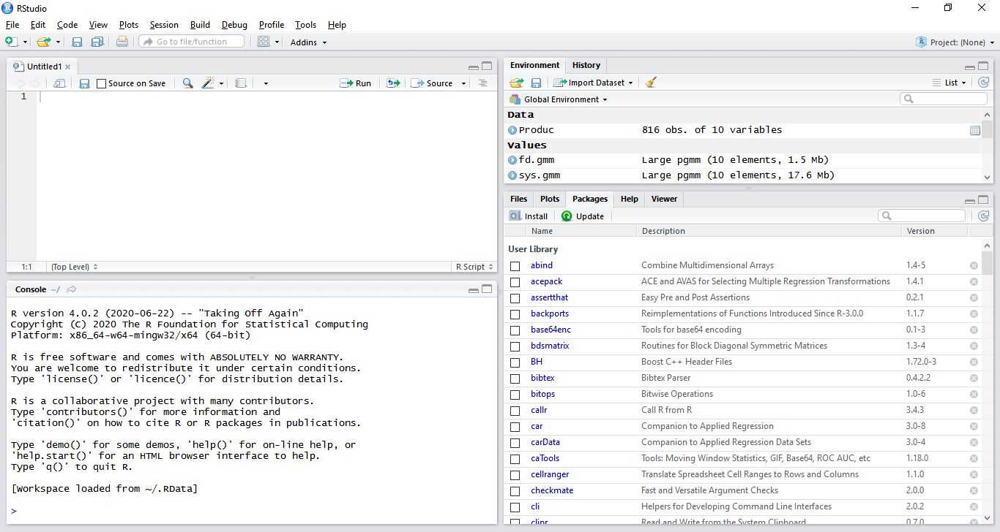 RStudio
File Edit Code View Plots Session Build Debug Profile Tools Help
Go to file/function Addins Project: (None)
Untitled1
Source on Save Run Source
1
1:1 (Top Level) R Script
Console ~/
R version 4.0.2 (2020-06-22) -- "Taking Off Again"
Copyright (C) 2020 The R Foundation for Statistical Computing
Platform: x86_64-w64-mingw32/x64 (64-bit)
R is free software and comes with ABSOLUTELY NO WARRANTY.
You are welcome to redistribute it under certain conditions.
Type 'license()' or 'licence()' for distribution details.
R is a collaborative project with many contributors.
Type 'contributors()' for more information and
'citation()' on how to cite R or R packages in publications.
Type 'demo()' for some demos, 'help()' for on-line help, or
'help.start()' for an HTML browser interface to help.
Type 'q()' to quit R.
[Workspace loaded from ~/.RData]
>
Environment History
Import Dataset List
Global Environment
Data
Produc 816 obs. of 10 variables
Values
fd.gmm Large pgmm (10 elements, 1.5 Mb)
sys.gmm Large pgmm (10 elements, 17.6 Mb)
Files Plots Packages Help Viewer
Install Update
Name Description Version
User Library
abind Combine Multidimensional Arrays 1.4-5
acepack ACE and AVAS for Selecting Multiple Regression Transformations 1.4.1
assertthat Easy Pre and Post Assertions 0.2.1
backports Reimplementations of Functions Introduced Since R-3.0.0 1.1.7
base64enc Tools for base64 encoding 0.1-3
bdsmatrix Routines for Block Diagonal Symmetric Matrices 1.3-4
BH Boost C++ Header Files 1.72.0-3
bibtex Bibtex Parser 0.4.2.2
bitops Bitwise Operations 1.0-6
callr Call R from R 3.4.3
car Companion to Applied Regression 3.0-8
carData Companion to Applied Regression Data Sets 3.0-4
caTools Tools: Moving Window Statistics, GIF, Base64, ROC AUC, etc 1.18.0
cellranger Translate Spreadsheet Cell Ranges to Rows and Columns 1.1.0
checkmate Fast and Versatile Argument Checks 2.0.0
cli Helpers for Developing Command Line Interfaces 2.0.2
clipr Read and Write from the System Clipboard 0.7.0